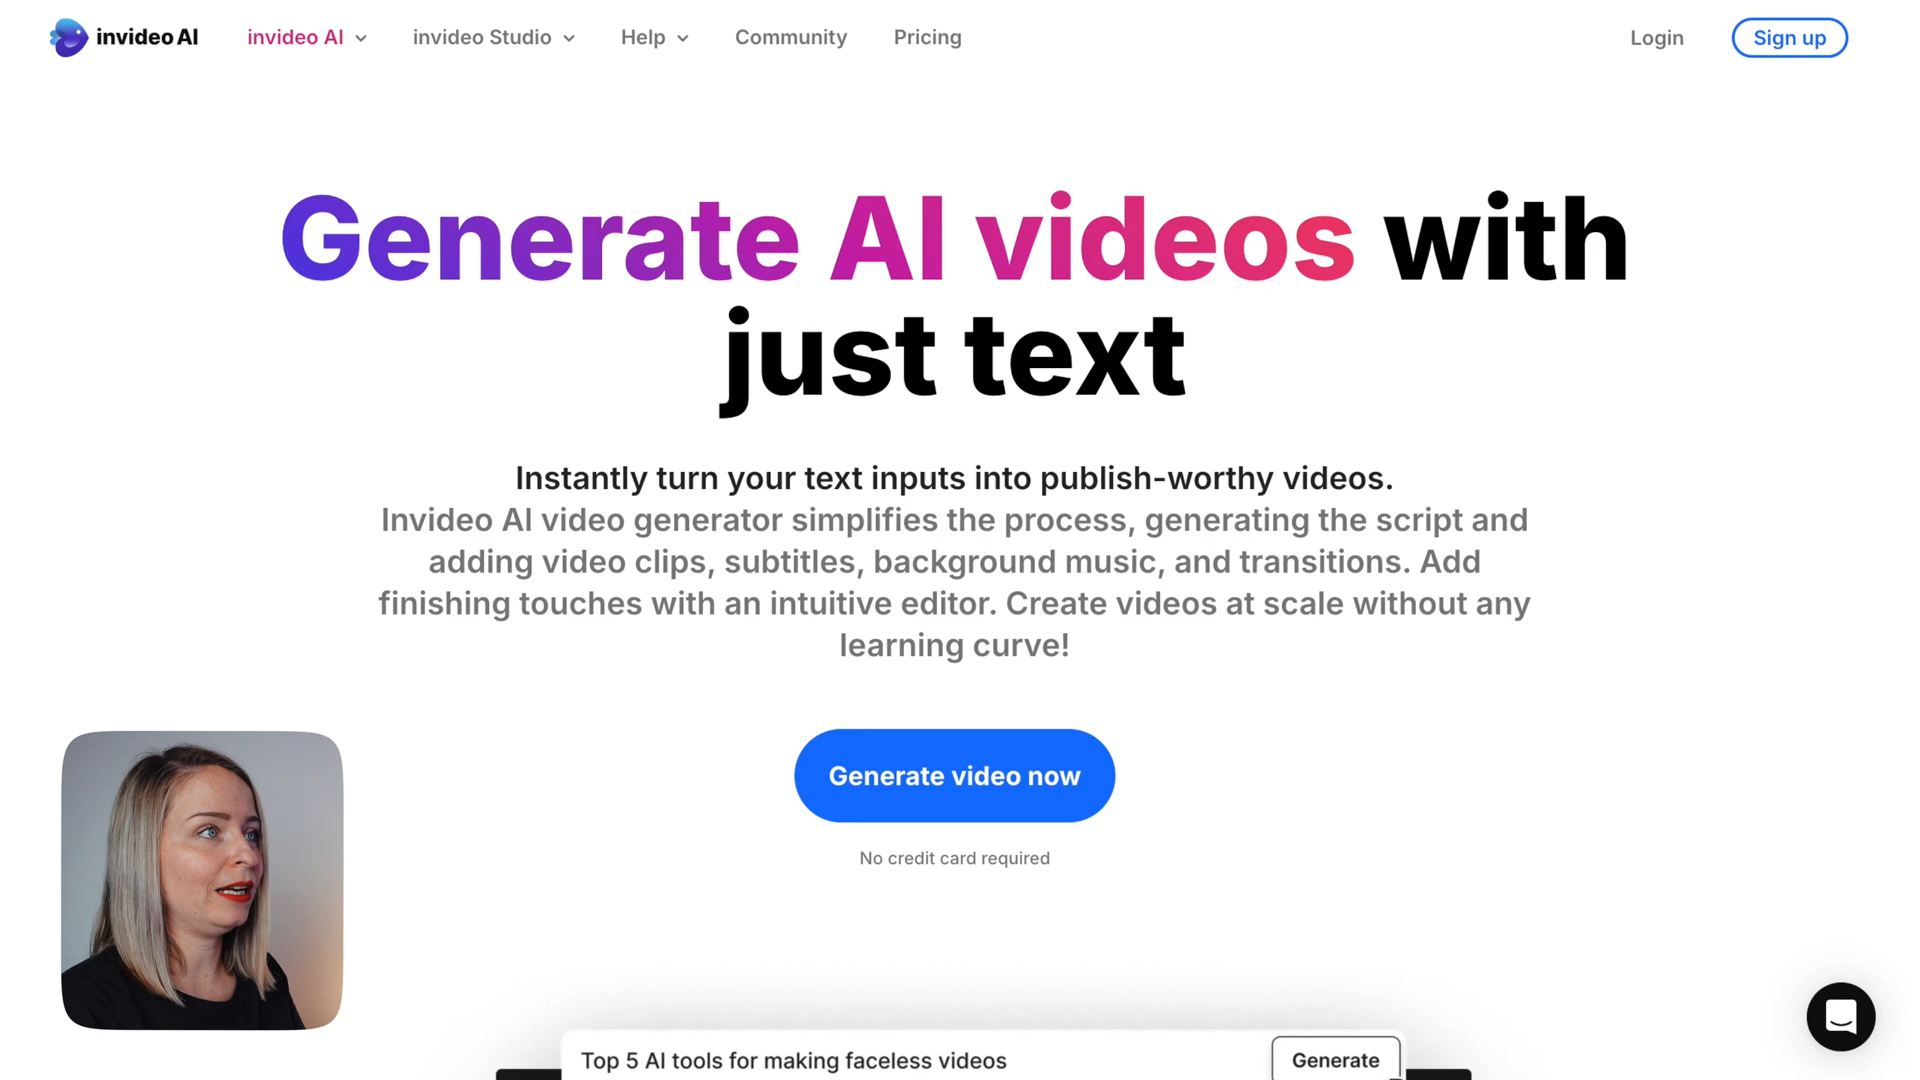 invideo AI
invideo AI
invideo Studio
Help
Community
Pricing
Login
Sign up
Generate AI videos with
just text
Instantly turn your text inputs into publish-worthy videos.
Invideo AI video generator simplifies the process, generating the script and
adding video clips, subtitles, background music, and transitions. Add
finishing touches with an intuitive editor. Create videos at scale without any
learning curve!
Generate video now
No credit card required
Top 5 AI tools for making faceless videos
Generate